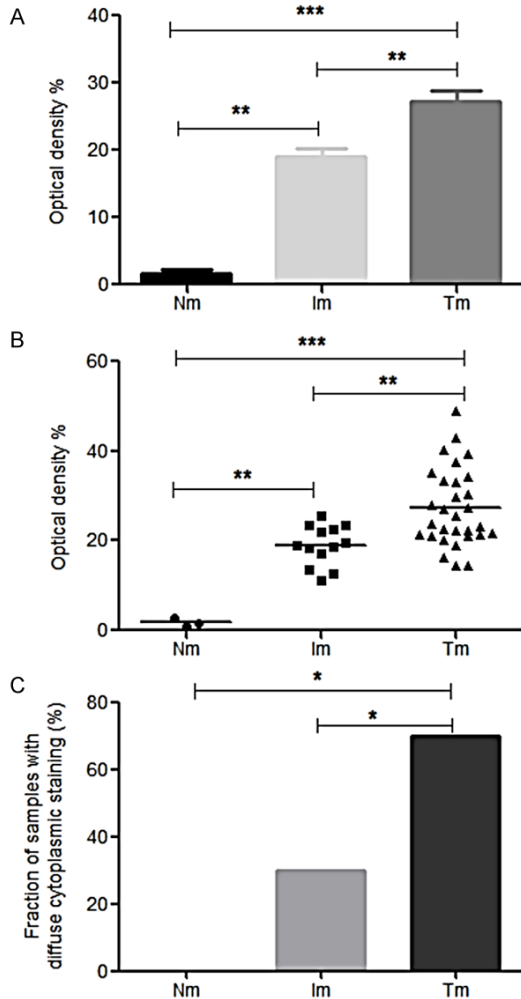 A
Optical density %
40
30
20
10
0
***
**
**
Nm Im Tm
B
Optical density %
60
40
20
0
***
**
**
Nm Im Tm
C
Fraction of samples with
diffuse cytoplasmic staining (%)
80
60
40
20
0
*
*
Nm Im Tm